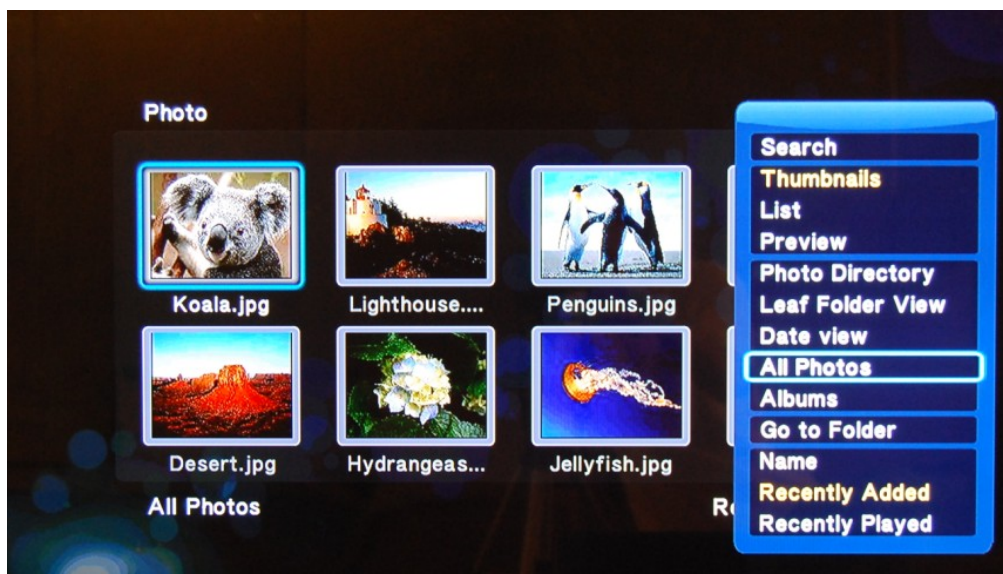 Photo
Koala.jpg
Lighthouse....
Penguins.jpg
Desert.jpg
Hydrangeas...
Jellyfish.jpg
All Photos
Search
Thumbnails
List
Preview
Photo Directory
Leaf Folder View
Date view
All Photos
Albums
Go to Folder
Name
Recently Added
Recently Played